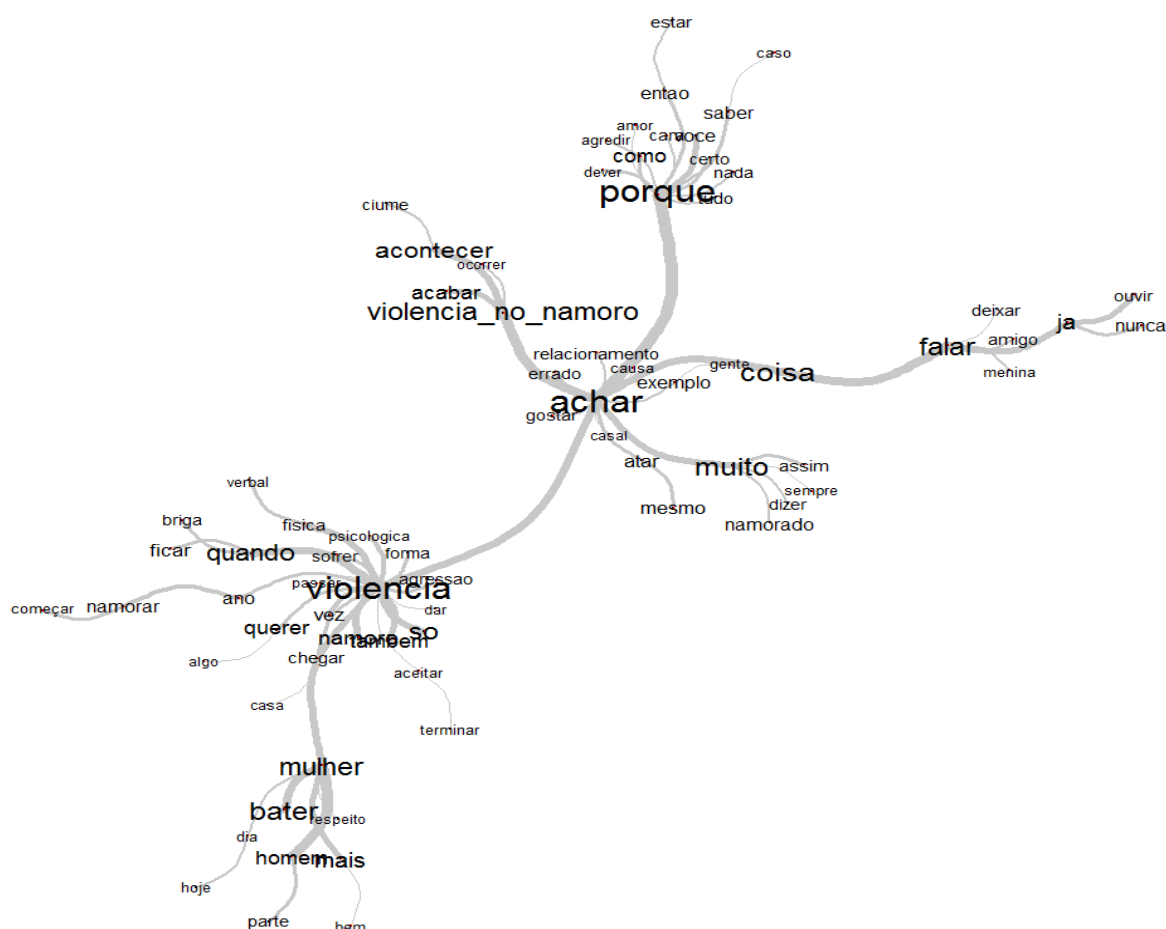 estar
caso
entao
saber
amor
cara
voce
agredir
como
certo
dever
nada
porque
tudo
ciume
acontecer
ocorrer
acabar
violencia_no_namoro
ouvir
deixar
ja
nunca
falar
amigo
menina
relacionamento
causa
gente
errado
exemplo
coisa
achar
gostar
casal
atar
muito
assim
sempre
mesmo
dizer
namorado
verbal
briga
fisica
psicologica
ficar
quando
sofrer
forma
passar
agressao
violencia
começar
namorar
ano
dar
vez
querer
so
namoro
tambem
algo
chegar
aceitar
casa
terminar
mulher
bater
respeito
dia
homem
mais
hoje
parte
bom